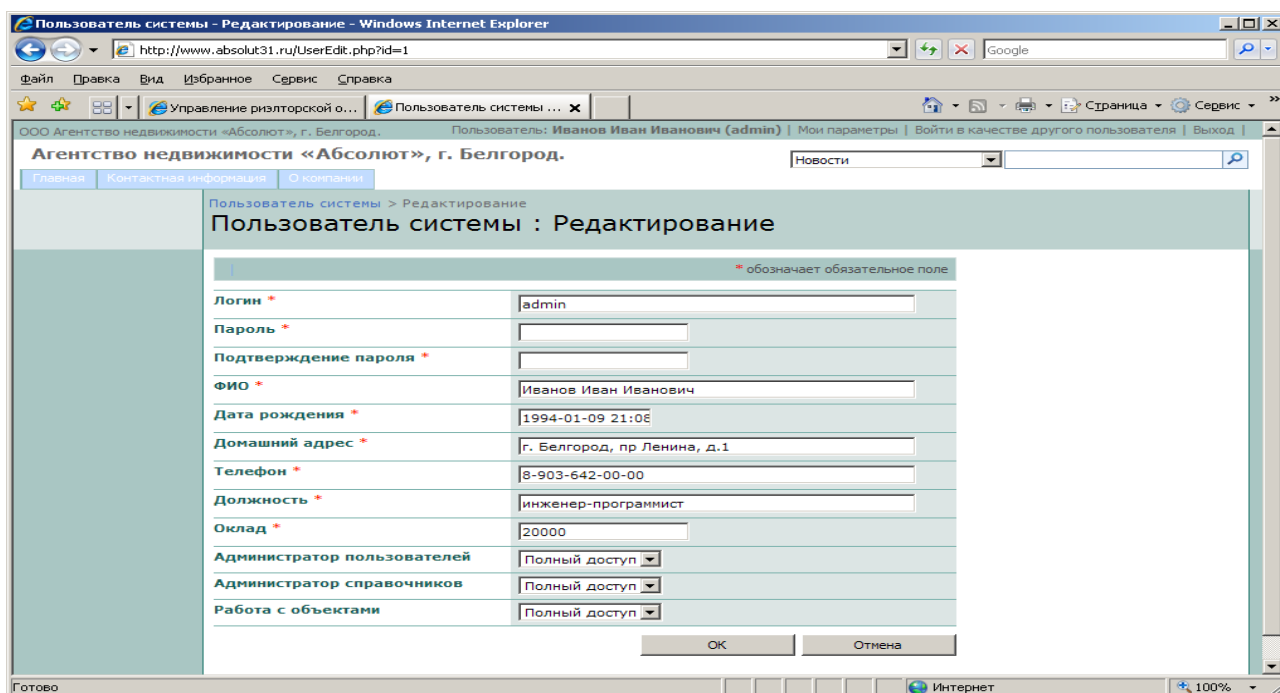 Пользователь системы - Редактирование - Windows Internet Explorer
http://www.absolut31.ru/UserEdit.php?id=1
Google
Файл Правка Вид Избранное Сервис Справка
Управление риэлторской о... Пользователь системы ... Страница Сервис »
ООО Агентство недвижимости «Абсолют», г. Белгород. Пользователь: Иванов Иван Иванович (admin) | Мои параметры | Войти в качестве другого пользователя | Выход |
Агентство недвижимости «Абсолют», г. Белгород. Новости
Главная Контактная информация О компании
Пользователь системы > Редактирование
Пользователь системы : Редактирование
* обозначает обязательное поле
Логин * admin
Пароль *
Подтверждение пароля *
ФИО * Иванов Иван Иванович
Дата рождения * 1994-01-09 21:08
Домашний адрес * г. Белгород, пр Ленина, д.1
Телефон * 8-903-642-00-00
Должность * инженер-программист
Оклад * 20000
Администратор пользователей Полный доступ
Администратор справочников Полный доступ
Работа с объектами Полный доступ
OK Отмена
Готово Интернет 100%